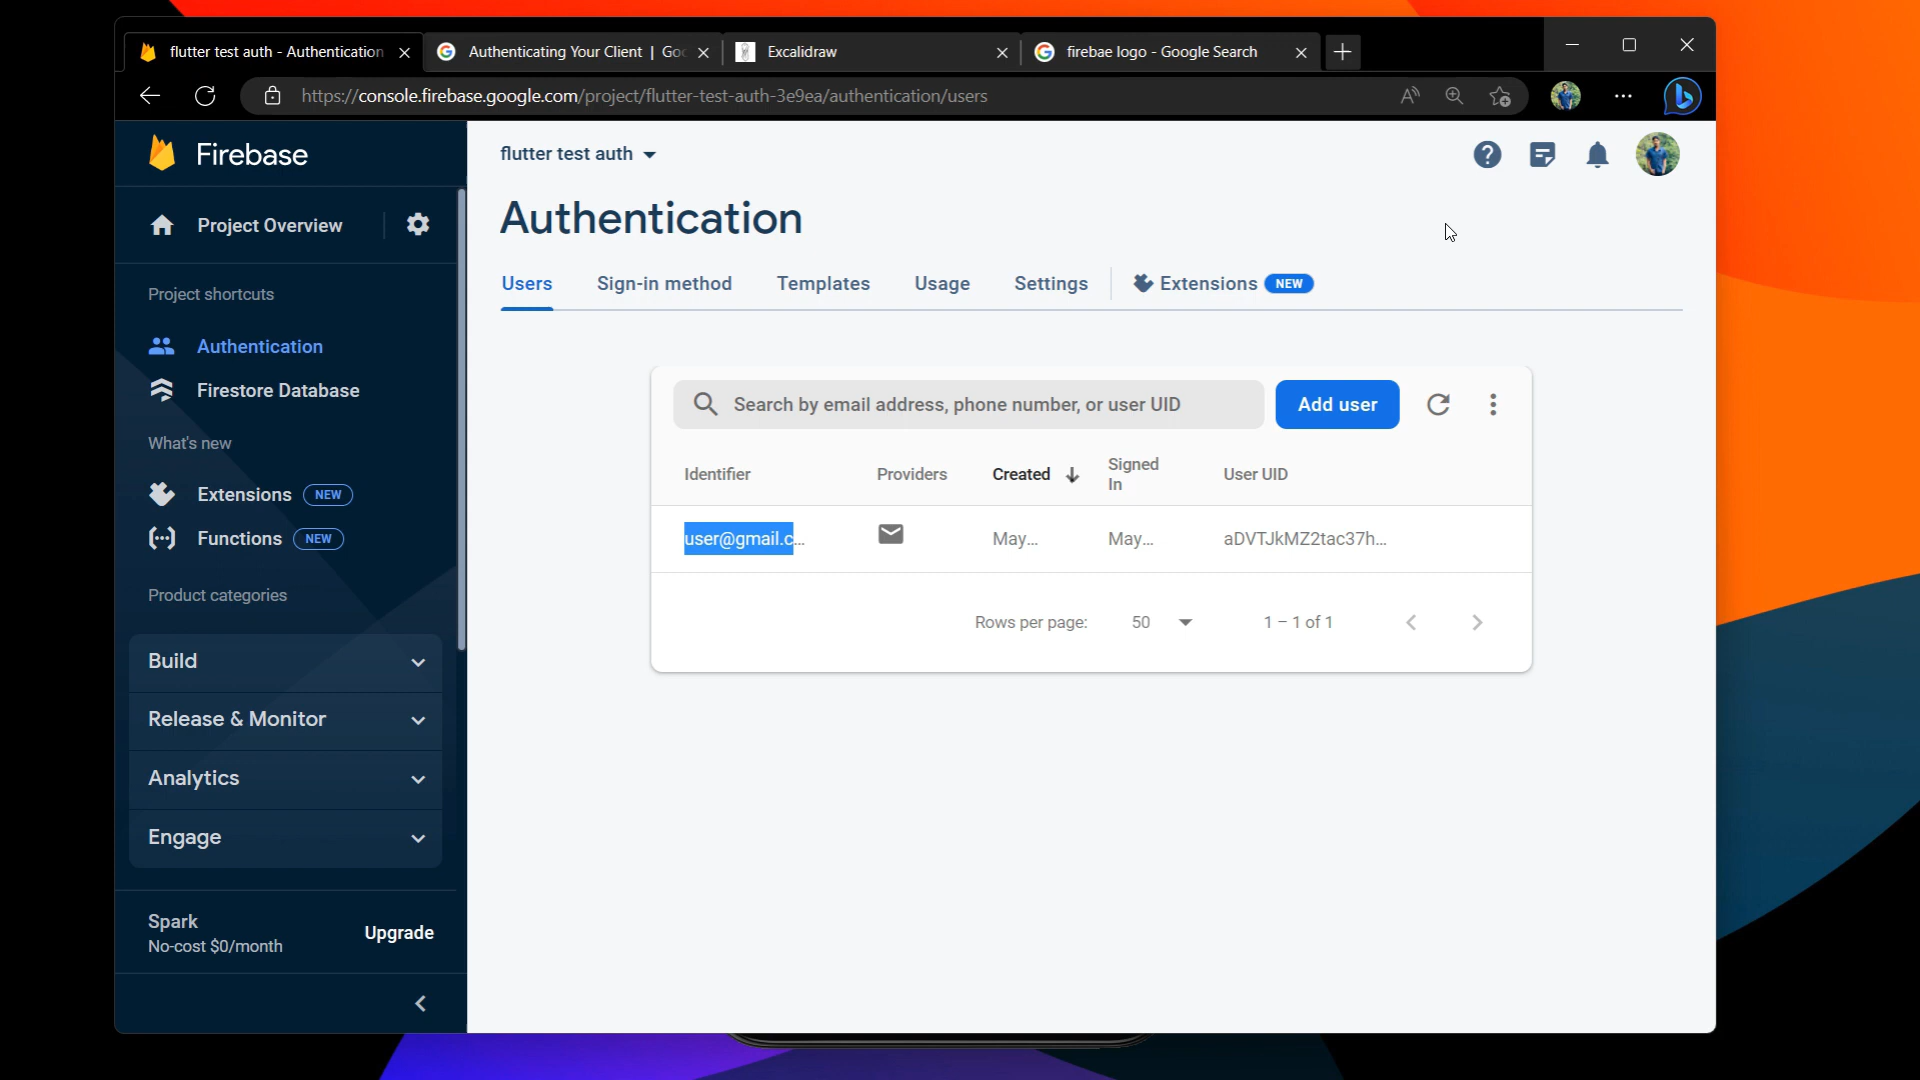 flutter test auth - Authentication
Authenticating Your Client | Goo
Excalidraw
firebae logo - Google Search
https://console.firebase.google.com/project/flutter-test-auth-3e9ea/authentication/users
Firebase
Project Overview
Project shortcuts
Authentication
Firestore Database
What's new
Extensions NEW
Functions NEW
Product categories
Build
Release & Monitor
Analytics
Engage
Spark
No-cost $0/month
Upgrade
flutter test auth
Authentication
Users Sign-in method Templates Usage Settings Extensions NEW
Search by email address, phone number, or user UID
Add user
Identifier Providers Created Signed In User UID
user@gmail.c... May... May... aDVTJkMZ2tac37h...
Rows per page: 50 1 – 1 of 1